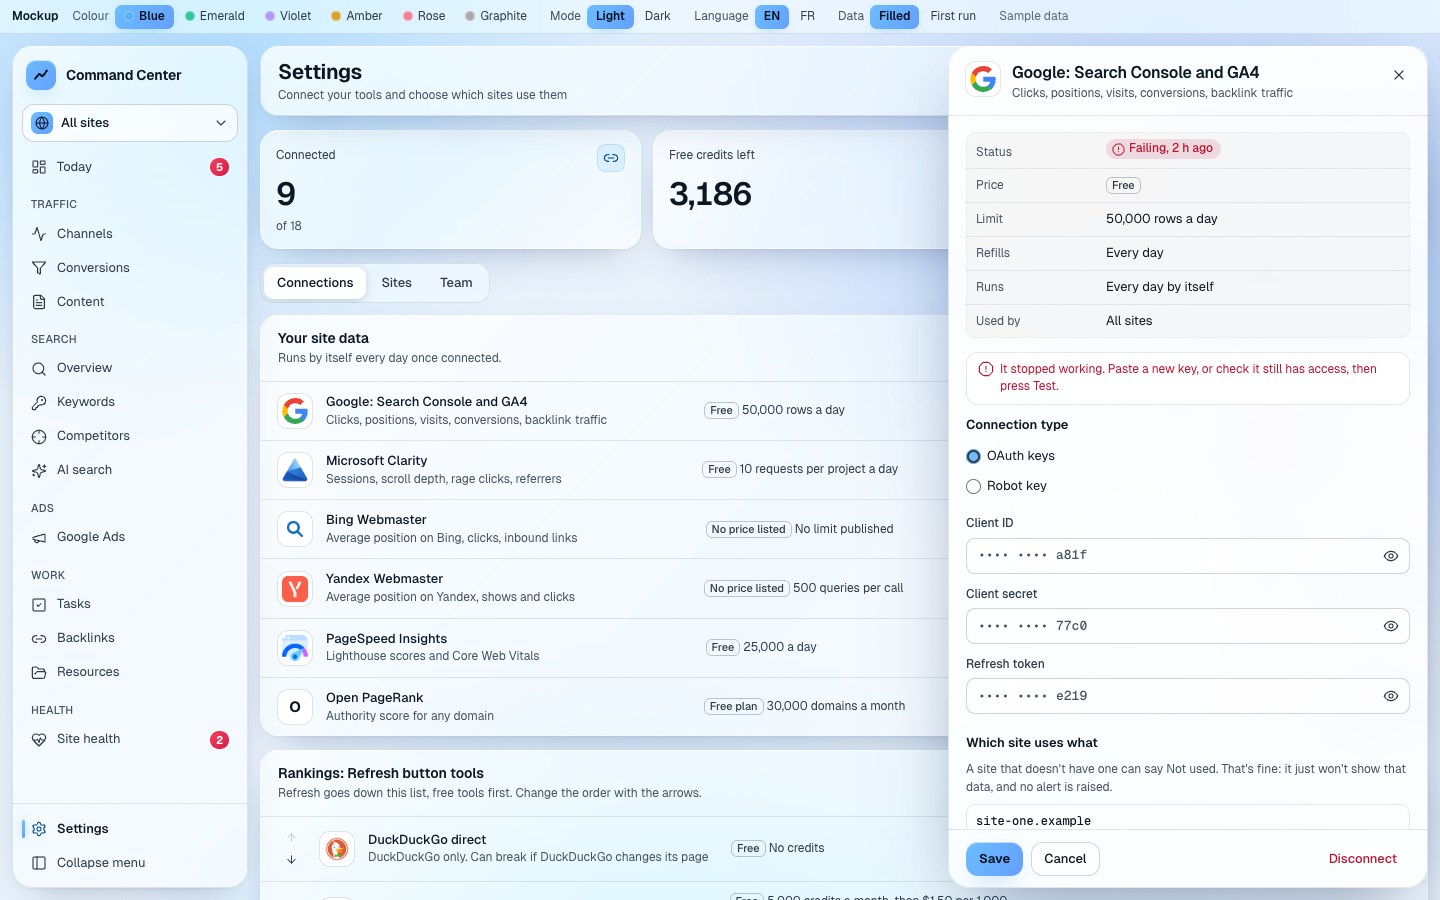 Mockup Colour Blue Emerald Violet Amber Rose Graphite Mode Light Dark Language EN FR Data Filled First run Sample data
Command Center
All sites
Today 5
TRAFFIC
Channels
Conversions
Content
SEARCH
Overview
Keywords
Competitors
AI search
ADS
Google Ads
WORK
Tasks
Backlinks
Resources
HEALTH
Site health 2
Settings
Collapse menu
Settings
Connect your tools and choose which sites use them
Connected
9
of 18
Free credits left
3,186
Connections Sites Team
Your site data
Runs by itself every day once connected.
Google: Search Console and GA4
Clicks, positions, visits, conversions, backlink traffic
Free 50,000 rows a day
Microsoft Clarity
Sessions, scroll depth, rage clicks, referrers
Free 10 requests per project a day
Bing Webmaster
Average position on Bing, clicks, inbound links
No price listed No limit published
Yandex Webmaster
Average position on Yandex, shows and clicks
No price listed 500 queries per call
PageSpeed Insights
Lighthouse scores and Core Web Vitals
Free 25,000 a day
O
Open PageRank
Authority score for any domain
Free plan 30,000 domains a month
Rankings: Refresh button tools
Refresh goes down this list, free tools first. Change the order with the arrows.
DuckDuckGo direct
DuckDuckGo only. Can break if DuckDuckGo changes its page
Free No credits
Google: Search Console and GA4
Clicks, positions, visits, conversions, backlink traffic
Status Failing, 2 h ago
Price Free
Limit 50,000 rows a day
Refills Every day
Runs Every day by itself
Used by All sites
It stopped working. Paste a new key, or check it still has access, then
press Test.
Connection type
OAuth keys
Robot key
Client ID
•••• •••• a81f
Client secret
•••• •••• 77c0
Refresh token
•••• •••• e219
Which site uses what
A site that doesn't have one can say Not used. That's fine: it just won't show that
data, and no alert is raised.
site-one.example
Save Cancel Disconnect